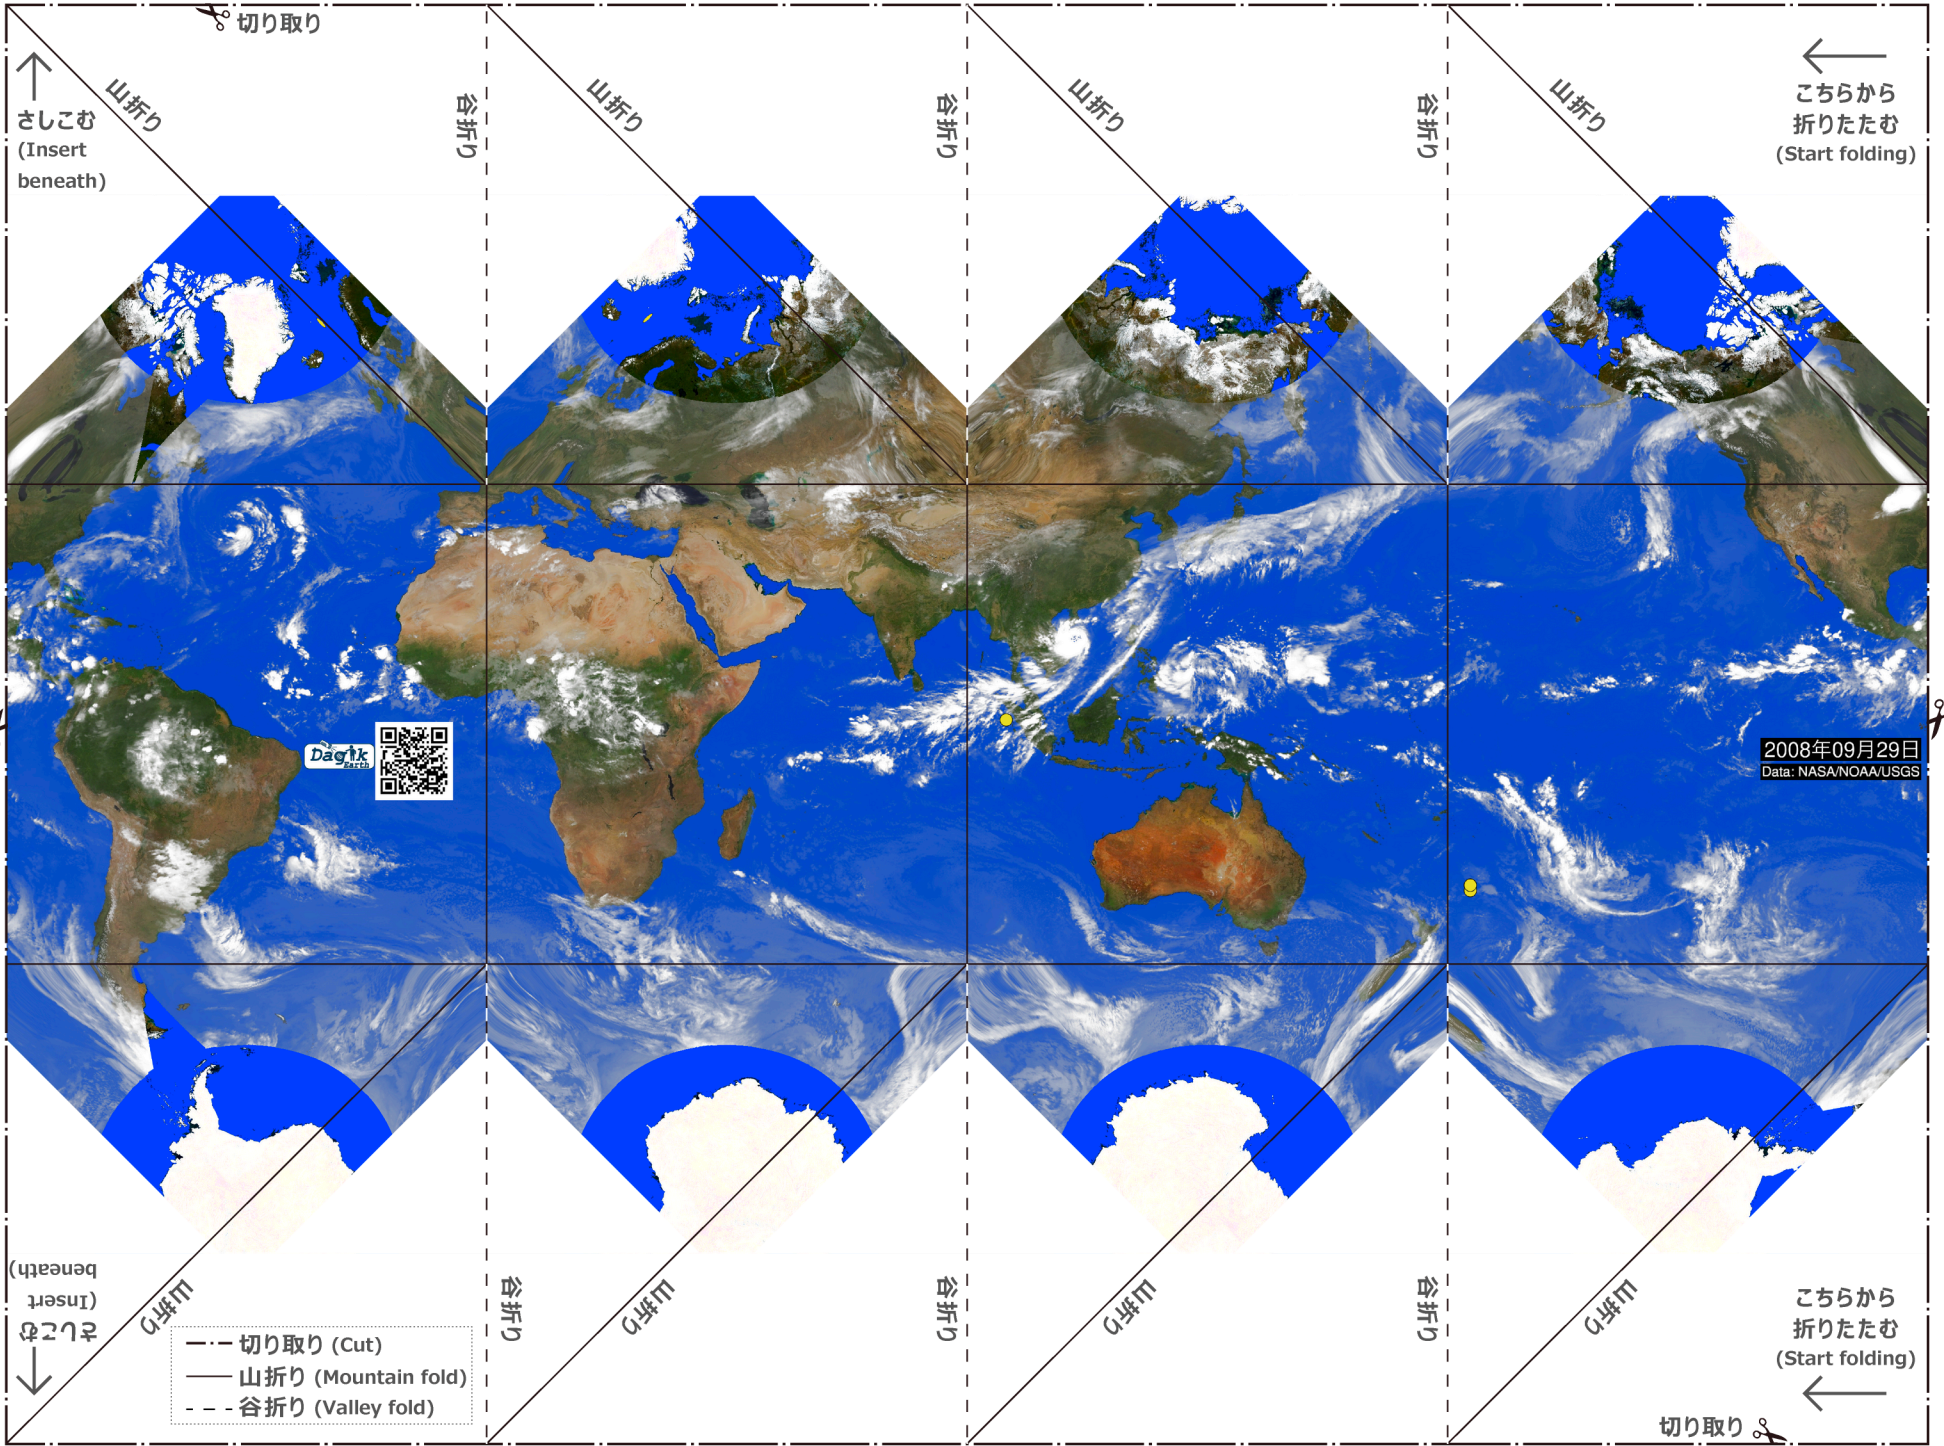 切り取り
山折り
谷折り
山折り
谷折り
山折り
谷折り
山折り
さしこむ
(Insert
beneath)
こちらから
折りたたむ
(Start folding)
Dagik
Earth
2008年09月29日
Data: NASA/NOAA/USGS
さしこむ
(Insert
beneath)
山折り
谷折り
山折り
谷折り
山折り
谷折り
山折り
こちらから
折りたたむ
(Start folding)
切り取り (Cut)
山折り (Mountain fold)
谷折り (Valley fold)
切り取り